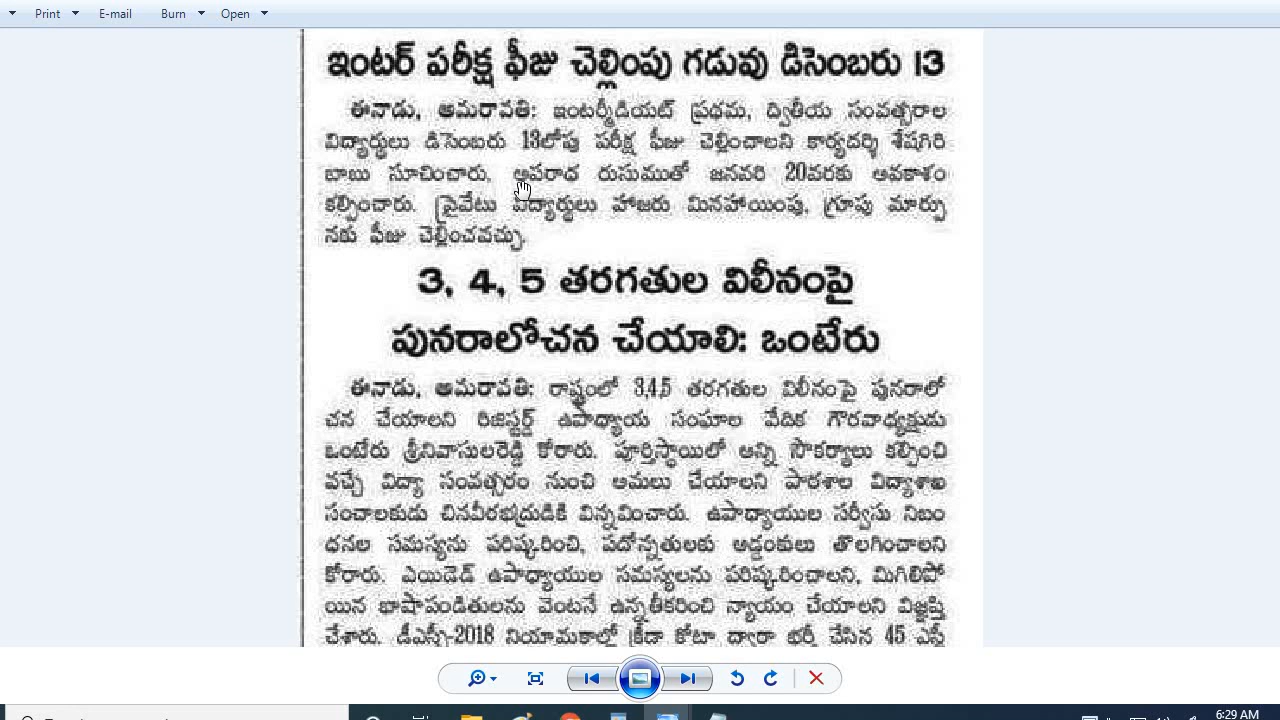 Print E-mail Burn Open
ఇంటర్ పరీక్ష ఫీజు చెల్లింపు గడువు డిసెంబరు 13
ఈనాడు, అమరావతి: ఇంటర్మీడియట్ ప్రథమ, ద్వితీయ సంవత్సరాల
విద్యార్థులు డిసెంబరు 13లోపు పరీక్ష ఫీజు చెల్లించాలని కార్యదర్శి శేషగిరి
బాబు సూచించారు. అపరాధ రుసుముతో జనవరి 20వరకు అవకాశం
కల్పించారు. ప్రైవేటు విద్యార్థులు హాజరు మినహాయింపు, గ్రూపు మార్పు
నకు ఫీజు చెల్లించవచ్చు.
3, 4, 5 తరగతుల విలీనంపై
పునరాలోచన చేయాలి: ఒంటేరు
ఈనాడు, అమరావతి: రాష్ట్రంలో 3,4,5 తరగతుల విలీనంపై పునరాలో
చన చేయాలని రిజిస్టర్డ్ ఉపాధ్యాయ సంఘాల వేదిక గౌరవాధ్యక్షుడు
ఒంటేరు శ్రీనివాసులరెడ్డి కోరారు. పూర్తిస్థాయిలో అన్ని సౌకర్యాలు కల్పించి
వచ్చే విద్యా సంవత్సరం నుంచి అమలు చేయాలని పాఠశాల విద్యాశాఖ
సంచాలకుడు చినవీరభద్రుడికి విన్నవించారు. ఉపాధ్యాయుల సర్వీసు నిబం
ధనల సమస్యను పరిష్కరించి, పదోన్నతులకు అడ్డంకులు తొలగించాలని
కోరారు. ఎయిడెడ్ ఉపాధ్యాయుల సమస్యలను పరిష్కరించాలని, మిగిలిపో
యిన భాషాపండితులను వెంటనే ఉన్నతీకరించి న్యాయం చేయాలని విజ్ఞప్తి
చేశారు. డీఎస్సీ-2018 నియామకాల్లో క్రీడా కోటా ద్వారా భర్తీ చేసిన 45 ఎస్జీ
6:29 AM